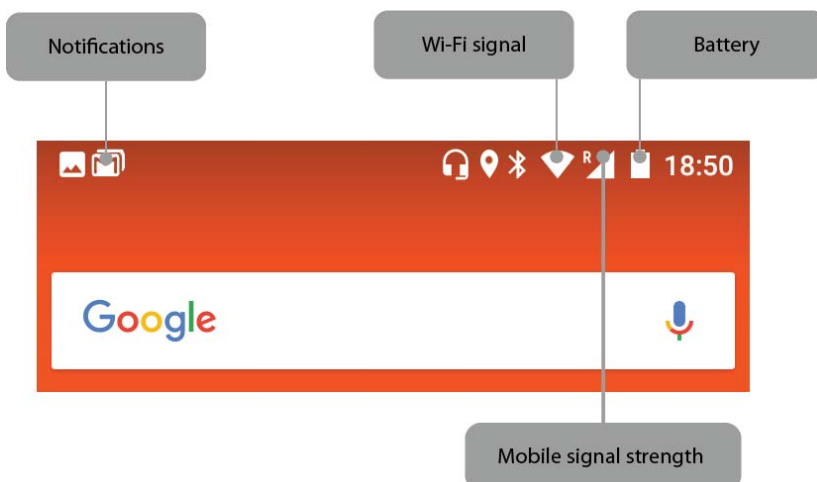 Notifications
Wi-Fi signal
Battery
R
18:50
Google
Mobile signal strength